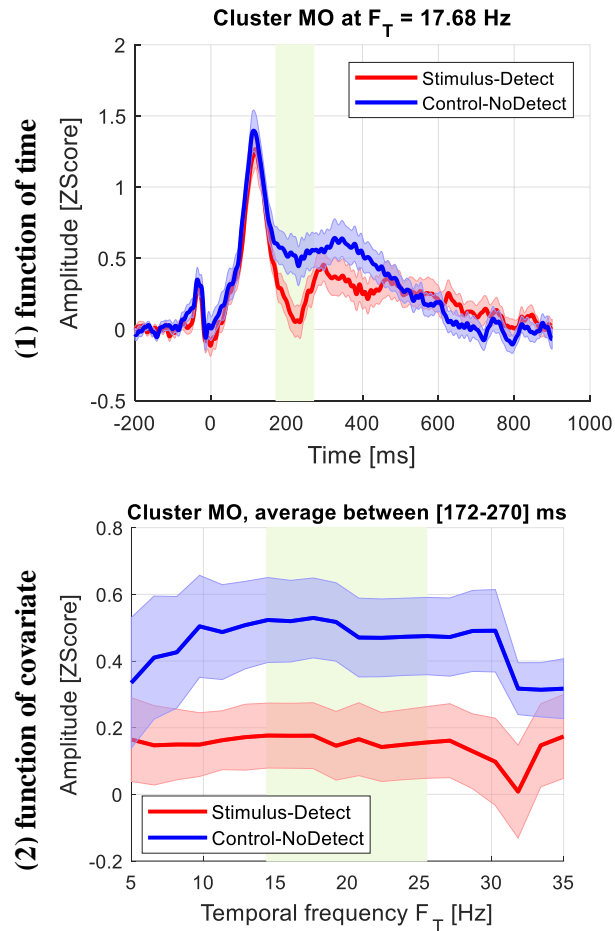 Cluster MO at F_T = 17.68 Hz
(1) function of time
Amplitude [ZScore]
2
1.5
1
0.5
0
-0.5
Stimulus-Detect
Control-NoDetect
-200 0 200 400 600 800 1000
Time [ms]
Cluster MO, average between [172-270] ms
(2) function of covariate
Amplitude [ZScore]
0.8
0.6
0.4
0.2
0
-0.2
Stimulus-Detect
Control-NoDetect
5 10 15 20 25 30 35
Temporal frequency F_T [Hz]